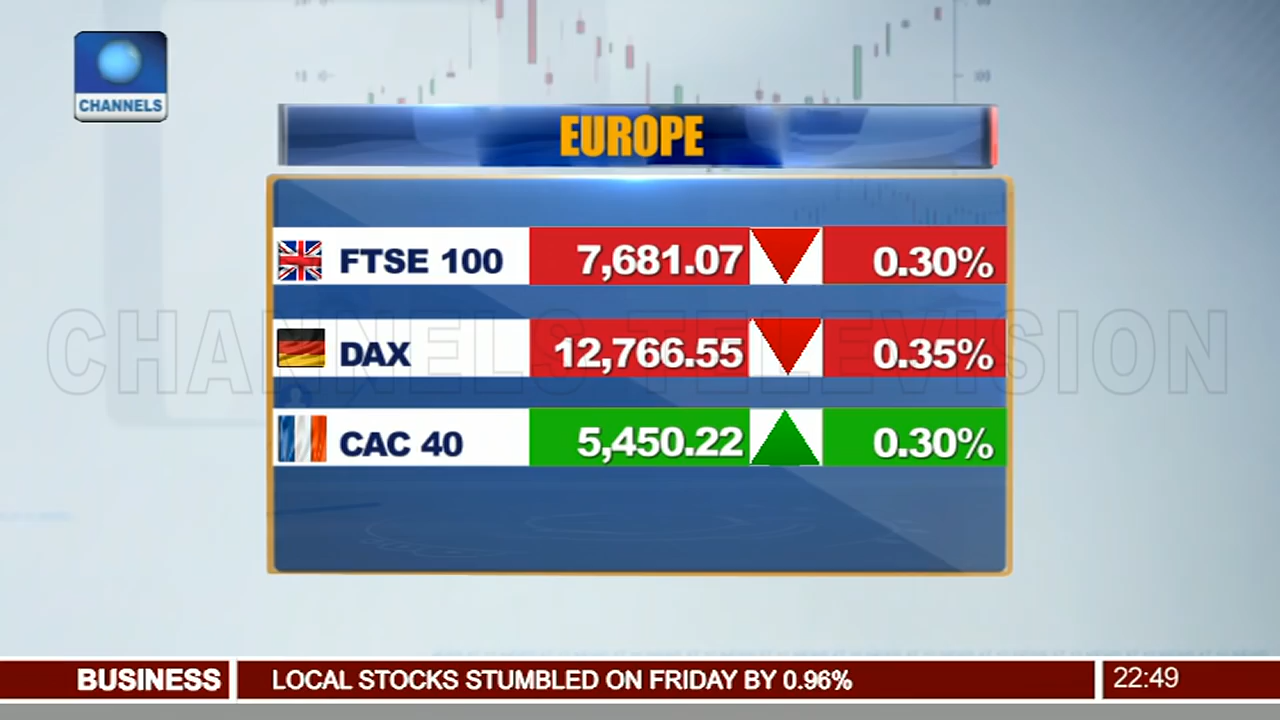 CHANNELS
EUROPE
FTSE 100 7,681.07 0.30%
CHANNELS TELEVISION
DAX 12,766.55 0.35%
CAC 40 5,450.22 0.30%
BUSINESS LOCAL STOCKS STUMBLED ON FRIDAY BY 0.96% 22:49